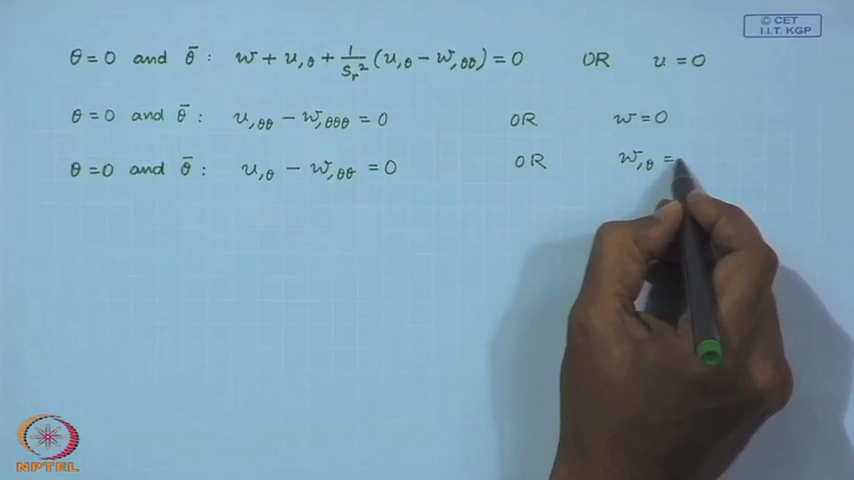 © CET
I.I.T. KGP
θ = 0 and θ̄ : w + u,θ + 1/s_r² (u,θ − w,θθ) = 0 OR u = 0
θ = 0 and θ̄ : u,θθ − w,θθθ = 0 OR w = 0
θ = 0 and θ̄ : u,θ − w,θθ = 0 OR w,θ =
NPTEL